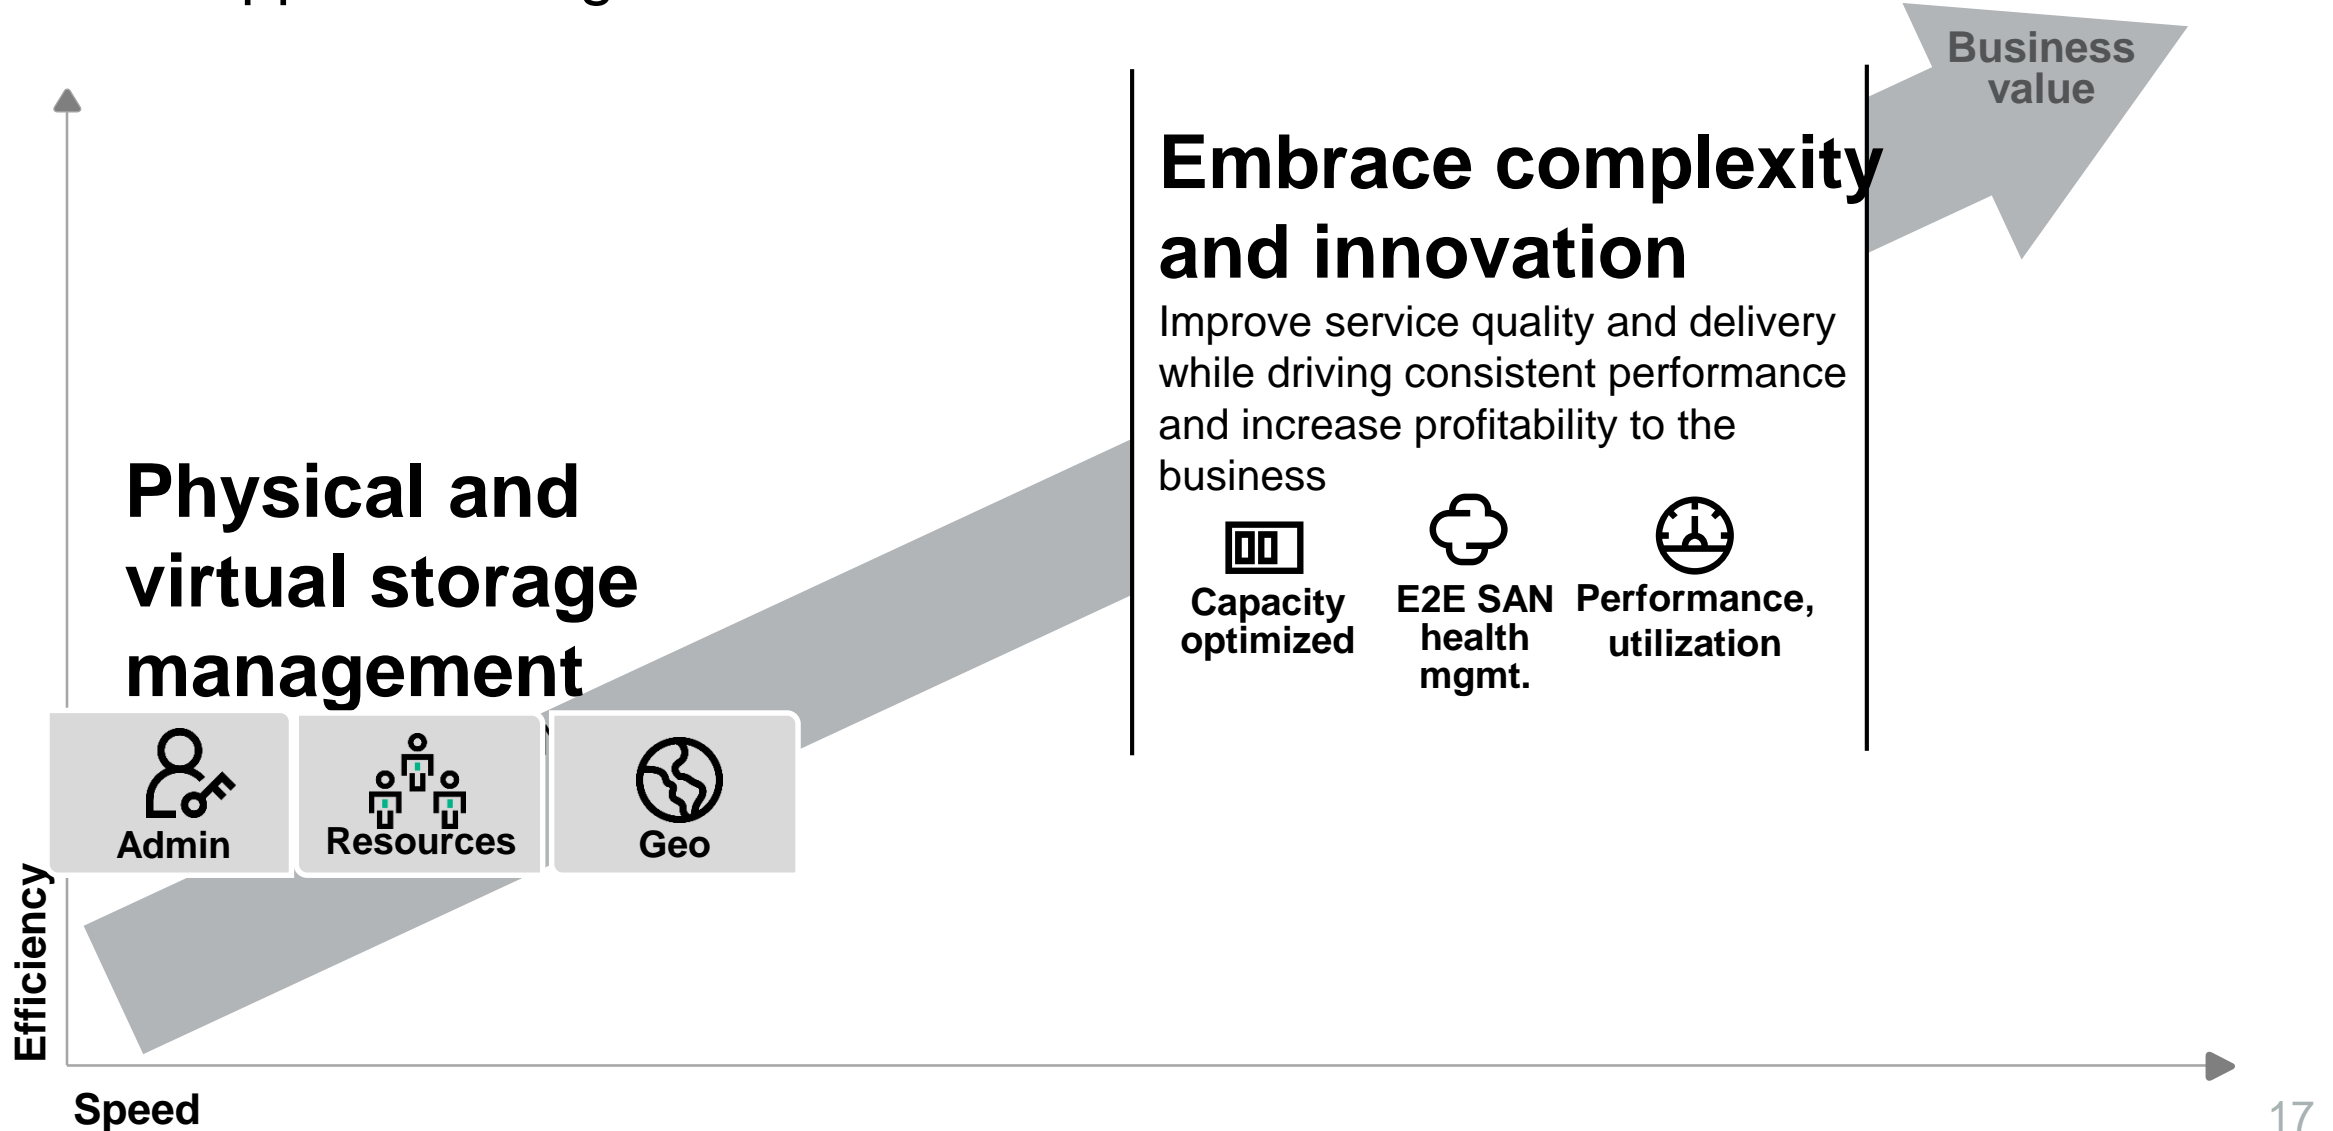 Business
value
Embrace complexity
and innovation
Improve service quality and delivery
while driving consistent performance
and increase profitability to the
business
Capacity
optimized
E2E SAN
health
mgmt.
Performance,
utilization
Physical and
virtual storage
management
Admin
Resources
Geo
Efficiency
Speed
17